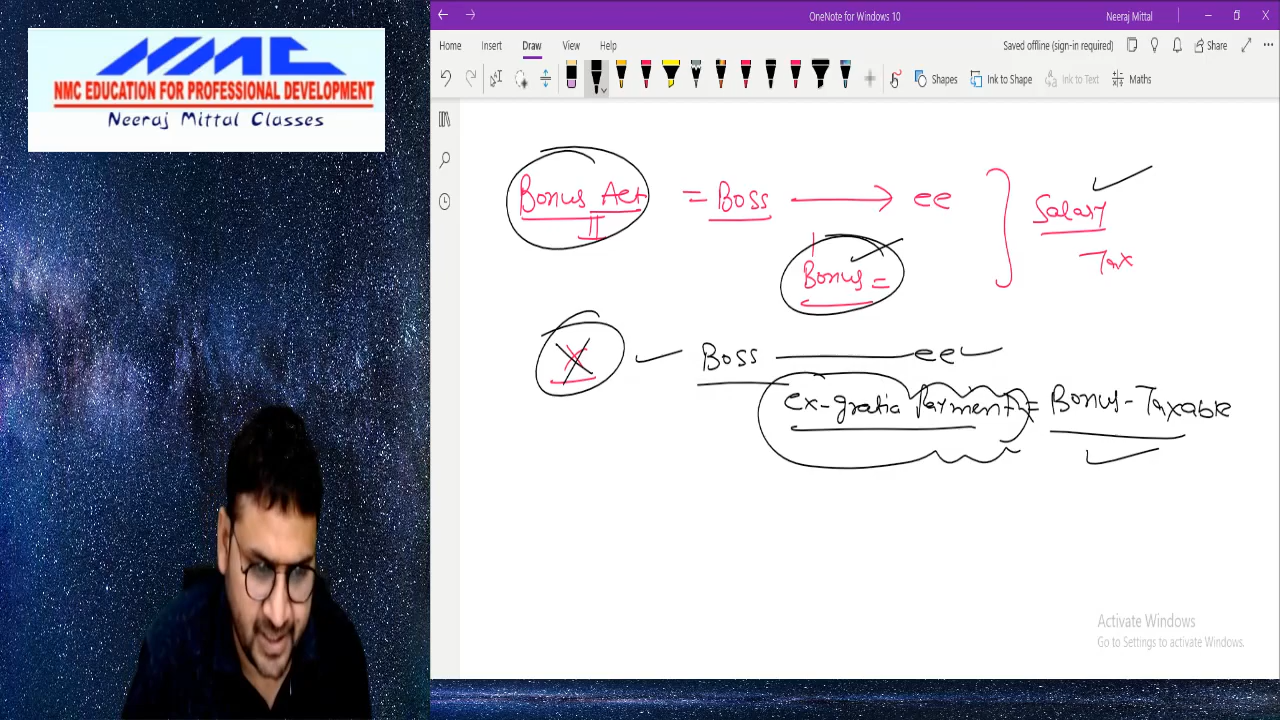 NMC
NMC EDUCATION FOR PROFESSIONAL DEVELOPMENT
Neeraj Mittal Classes
OneNote for Windows 10
Neeraj Mittal
Home Insert Draw View Help
Saved offline (sign-in required)
Share
Shapes Ink to Shape Ink to Text Maths
Bonus Act = Boss → ee Salary
II
Bonus = Tax
X Boss ee
ex-gratia Payment = Bonus - Taxable
Activate Windows
Go to Settings to activate Windows.